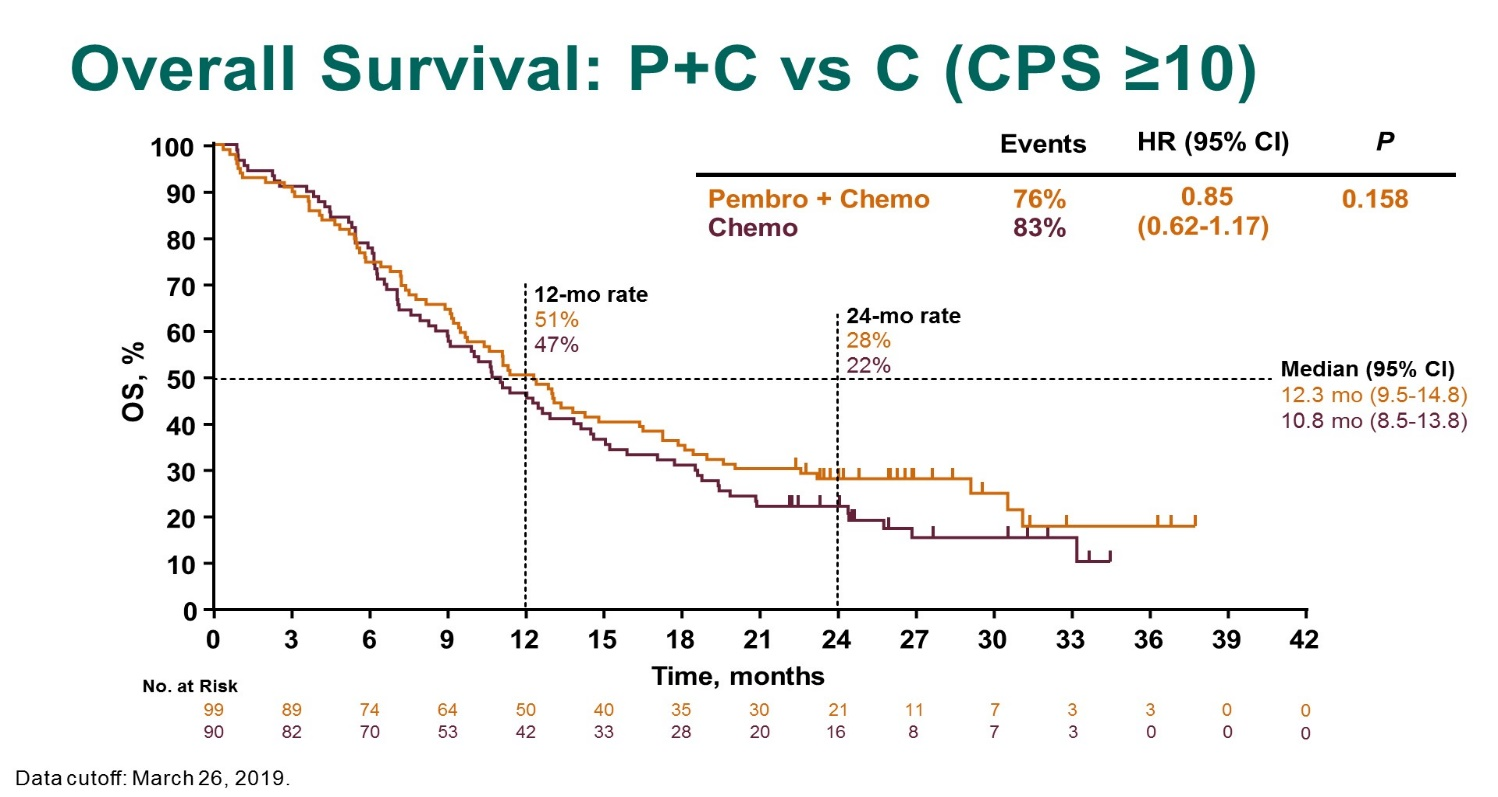 Overall Survival: P+C vs C (CPS ≥10)
Events HR (95% CI) P
Pembro + Chemo 76% 0.85 0.158
Chemo 83% (0.62-1.17)
100
90
80
70
60
50
40
30
20
10
0
OS, %
12-mo rate
51%
47%
24-mo rate
28%
22%
Median (95% CI)
12.3 mo (9.5-14.8)
10.8 mo (8.5-13.8)
0 3 6 9 12 15 18 21 24 27 30 33 36 39 42
Time, months
No. at Risk
99 89 74 64 50 40 35 30 21 11 7 3 3 0 0
90 82 70 53 42 33 28 20 16 8 7 3 0 0 0
Data cutoff: March 26, 2019.